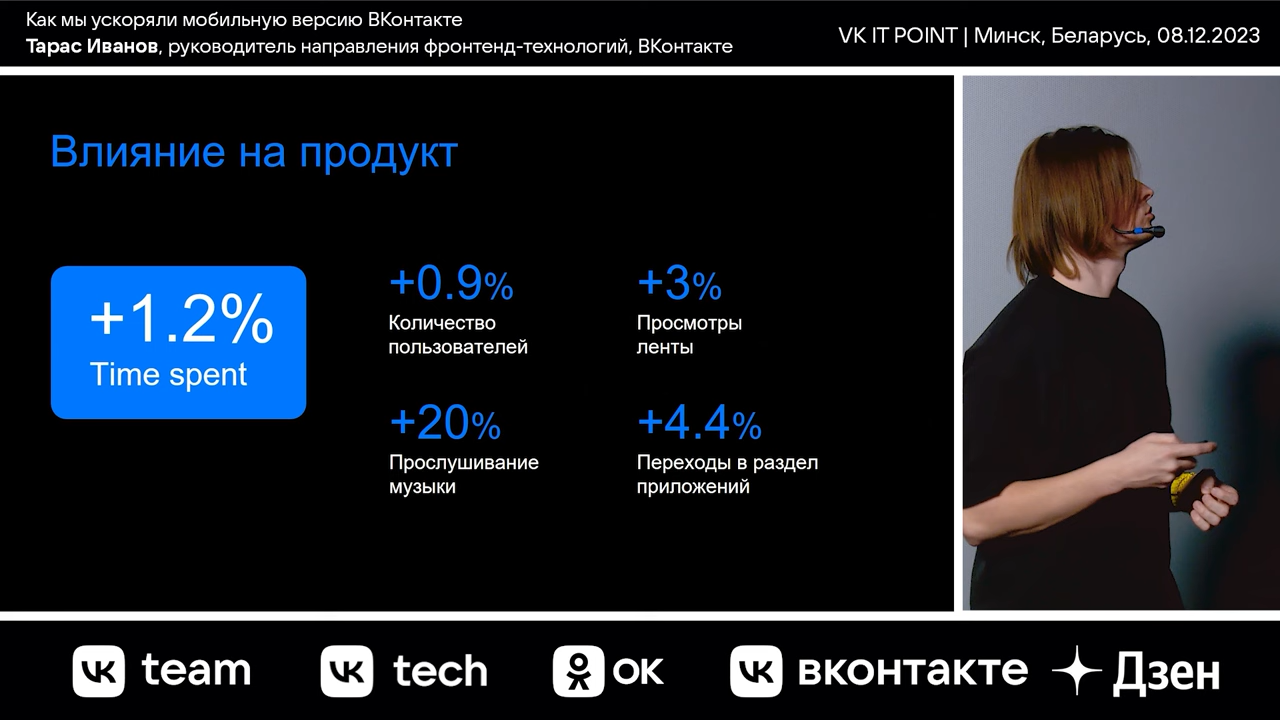 Как мы ускоряли мобильную версию ВКонтакте
Тарас Иванов, руководитель направления фронтенд-технологий, ВКонтакте
VK IT POINT | Минск, Беларусь, 08.12.2023
Влияние на продукт
+1.2%
Time spent
+0.9%
Количество
пользователей
+3%
Просмотры
ленты
+20%
Прослушивание
музыки
+4.4%
Переходы в раздел
приложений
team
tech
ок
вконтакте
Дзен